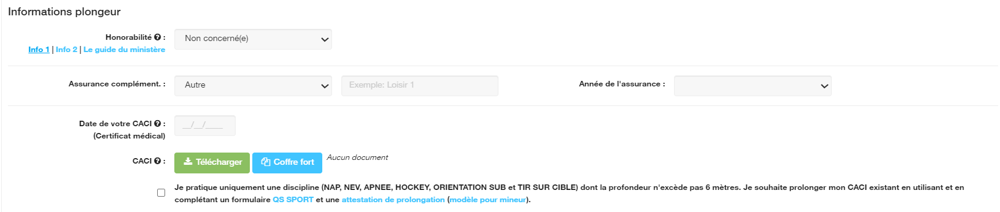 Informations plongeur
Honorabilité ? :
Non concerné(e)
Info 1 | Info 2 | Le guide du ministère
Assurance complément. :
Autre
Exemple: Loisir 1
Année de l'assurance :
Date de votre CACI ? :
(Certificat médical)
__/__/____
CACI ? :
Télécharger
Coffre fort
Aucun document
Je pratique uniquement une discipline (NAP, NEV, APNEE, HOCKEY, ORIENTATION SUB et TIR SUR CIBLE) dont la profondeur n'excède pas 6 mètres. Je souhaite prolonger mon CACI existant en utilisant et en
complétant un formulaire QS SPORT et une attestation de prolongation (modèle pour mineur).